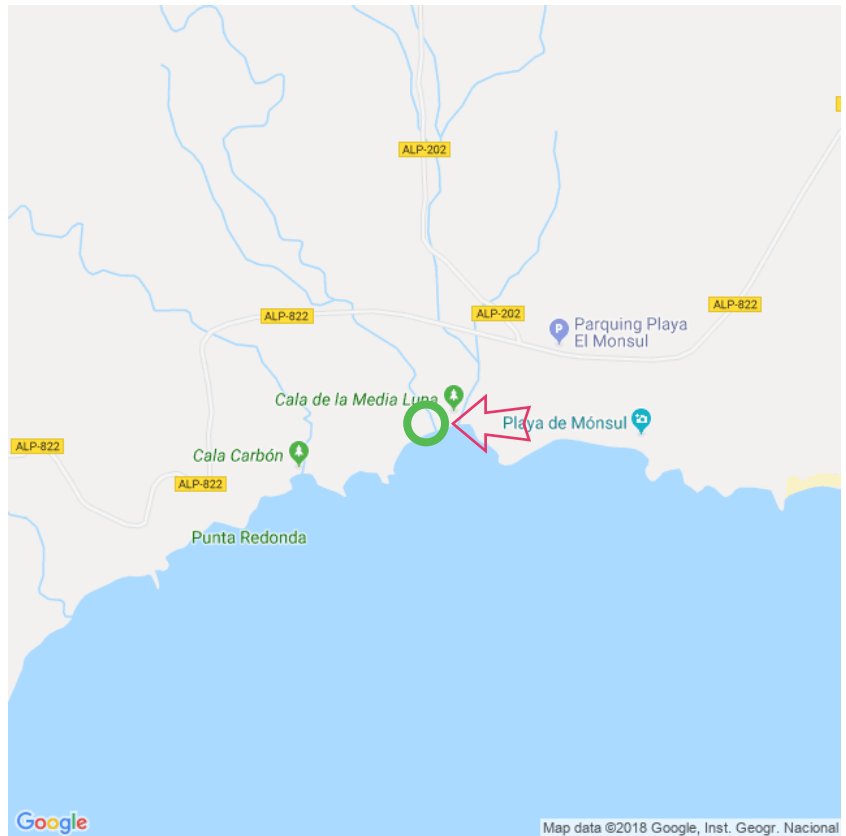 ALP-202
ALP-822
ALP-822
ALP-202
Parquing Playa
El Monsul
Cala de la Media Luna
Playa de Mónsul
ALP-822
Cala Carbón
ALP-822
Punta Redonda
Google
Map data ©2018 Google, Inst. Geogr. Nacional